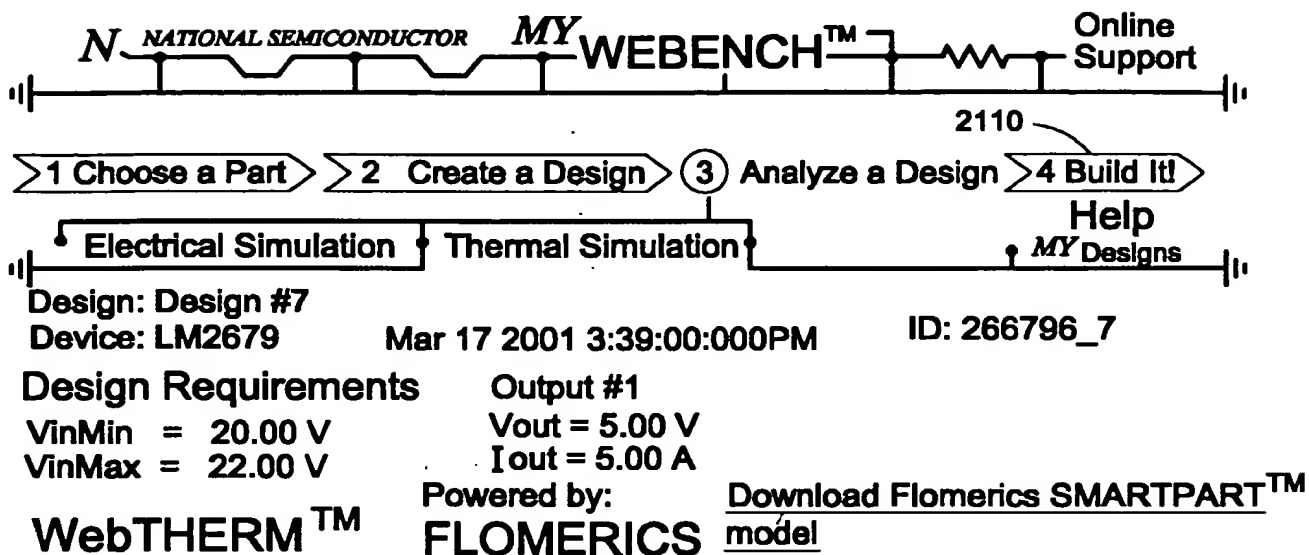 N NATIONAL SEMICONDUCTOR MY WEBENCH™ Online Support
2110
1 Choose a Part 2 Create a Design 3 Analyze a Design 4 Build It!
Help
Electrical Simulation Thermal Simulation MY Designs
Design: Design #7
Device: LM2679 Mar 17 2001 3:39:00:000PM ID: 266796_7
Design Requirements Output #1
VinMin = 20.00 V Vout = 5.00 V
VinMax = 22.00 V Iout = 5.00 A
Powered by: Download Flomerics SMARTPART™
WebTHERM™ FLOMERICS model